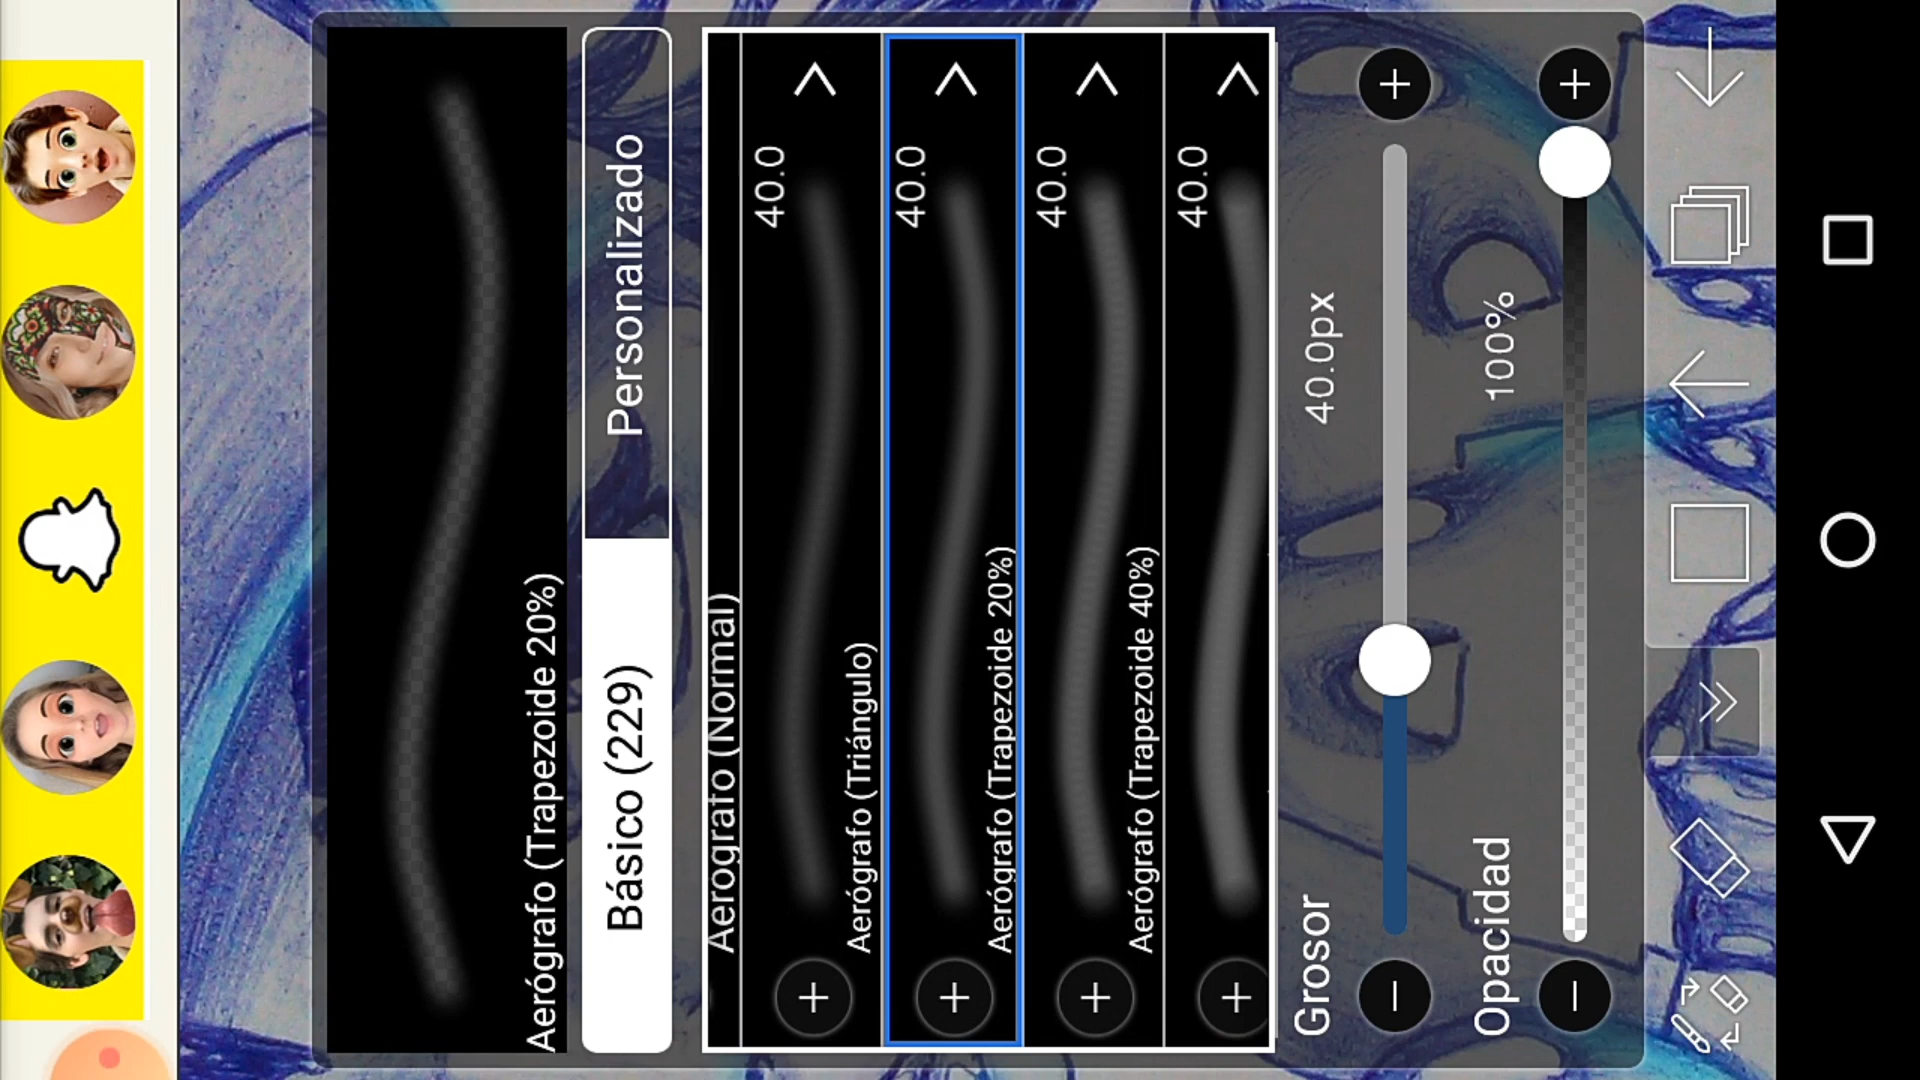 Aerógrafo (Trapezoide 20%)
Básico (229)
Personalizado
Aerógrafo (Normal)
40.0
Aerógrafo (Triángulo)
40.0
Aerógrafo (Trapezoide 20%)
40.0
Aerógrafo (Trapezoide 40%)
40.0
Grosor
40.0px
Opacidad
100%